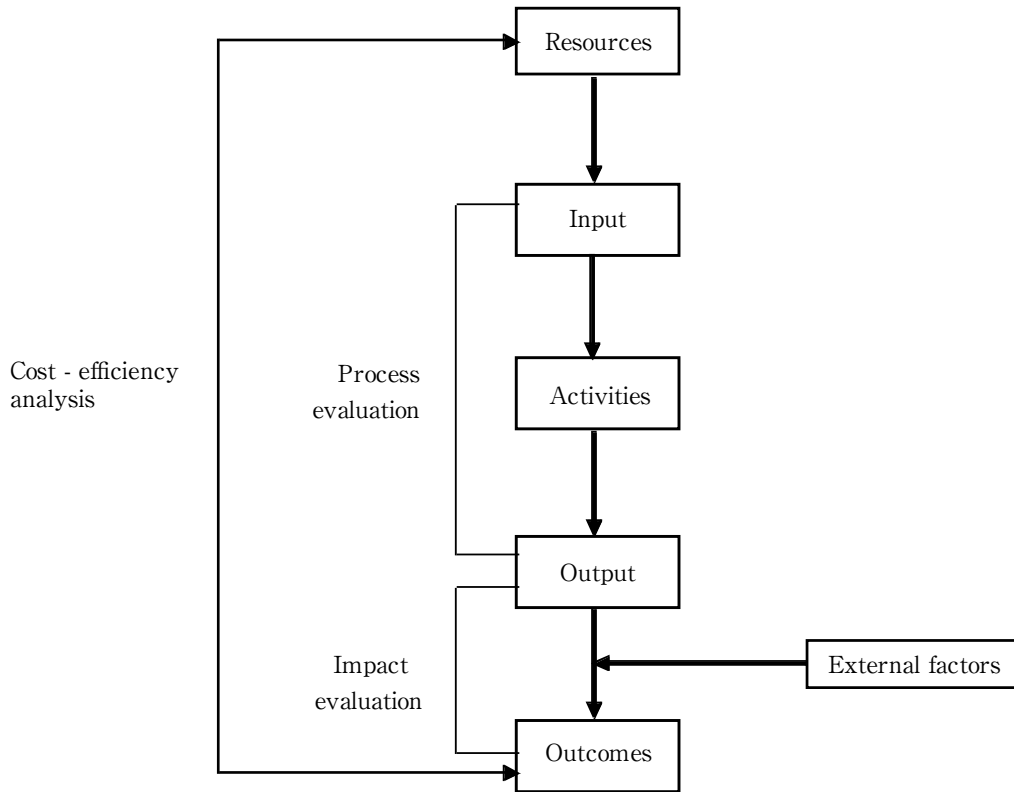 Resources
Input
Cost - efficiency
analysis
Process
evaluation
Activities
Output
Impact
evaluation
External factors
Outcomes